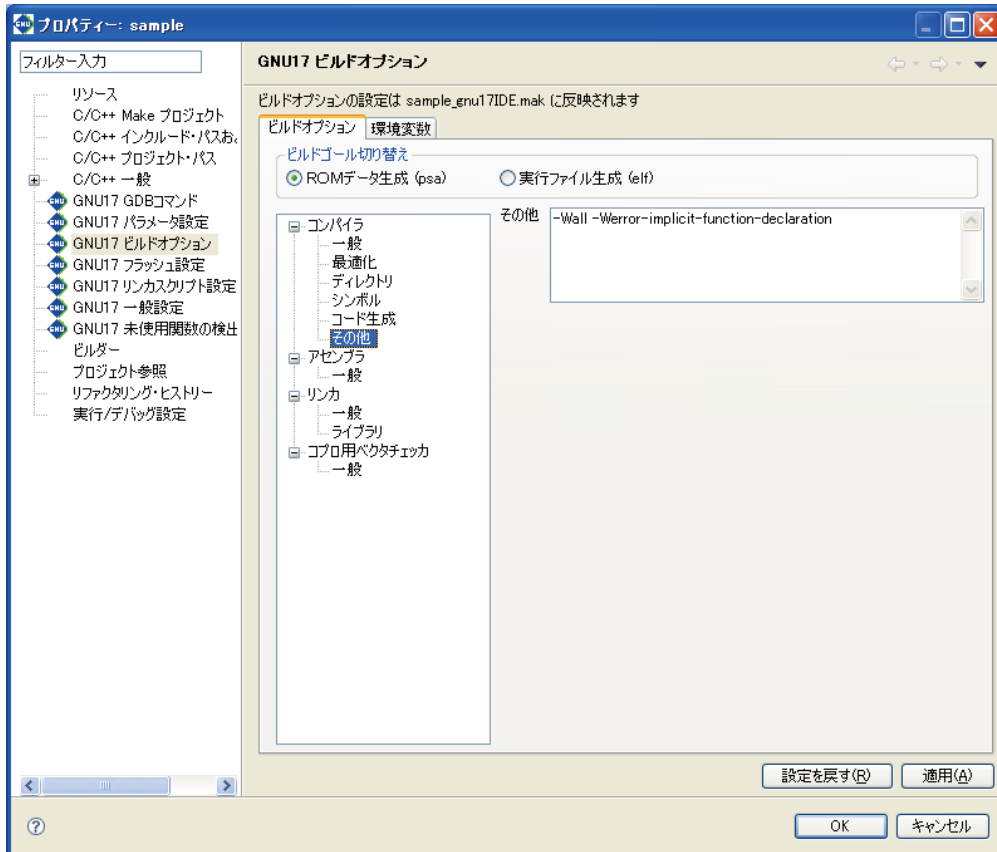 プロパティー: sample
フィルター入力
リソース
C/C++ Make プロジェクト
C/C++ インクルード・パスお
C/C++ プロジェクト・パス
C/C++ 一般
GNU17 GDBコマンド
GNU17 パラメータ設定
GNU17 ビルドオプション
GNU17 フラッシュ設定
GNU17 リンカスクリプト設定
GNU17 一般設定
GNU17 未使用関数の検出
ビルダー
プロジェクト参照
リファクタリング・ヒストリー
実行/デバッグ設定
GNU17 ビルドオプション
ビルドオプションの設定は sample_gnu17IDE.mak に反映されます
ビルドオプション 環境変数
ビルドゴール切り替え
ROMデータ生成 (psa) 実行ファイル生成 (elf)
コンパイラ
一般
最適化
ディレクトリ
シンボル
コード生成
その他
アセンブラ
一般
リンカ
一般
ライブラリ
コプロ用ベクタチェッカ
一般
その他 -Wall -Werror-implicit-function-declaration
設定を戻す(R) 適用(A)
OK キャンセル